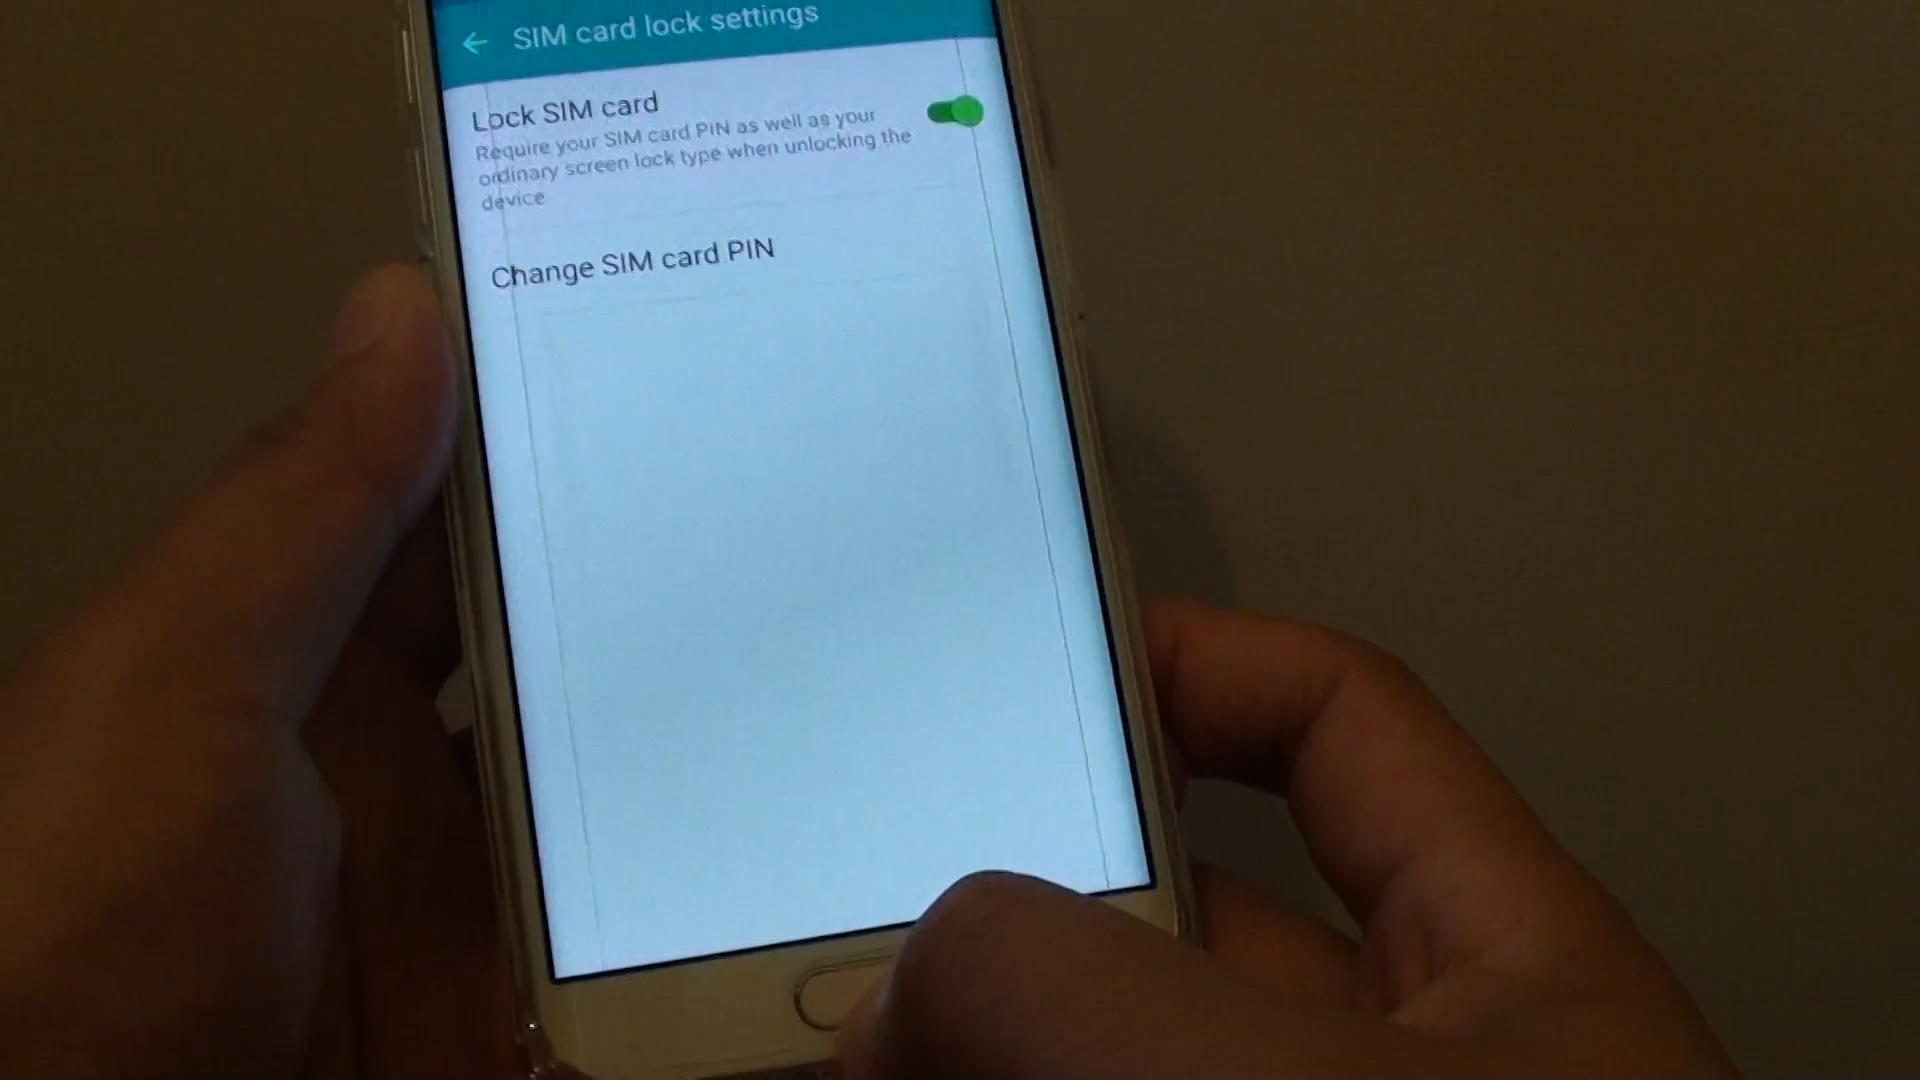 SIM card lock settings
Lock SIM card
Require your SIM card PIN as well as your
ordinary screen lock type when unlocking the
device
Change SIM card PIN